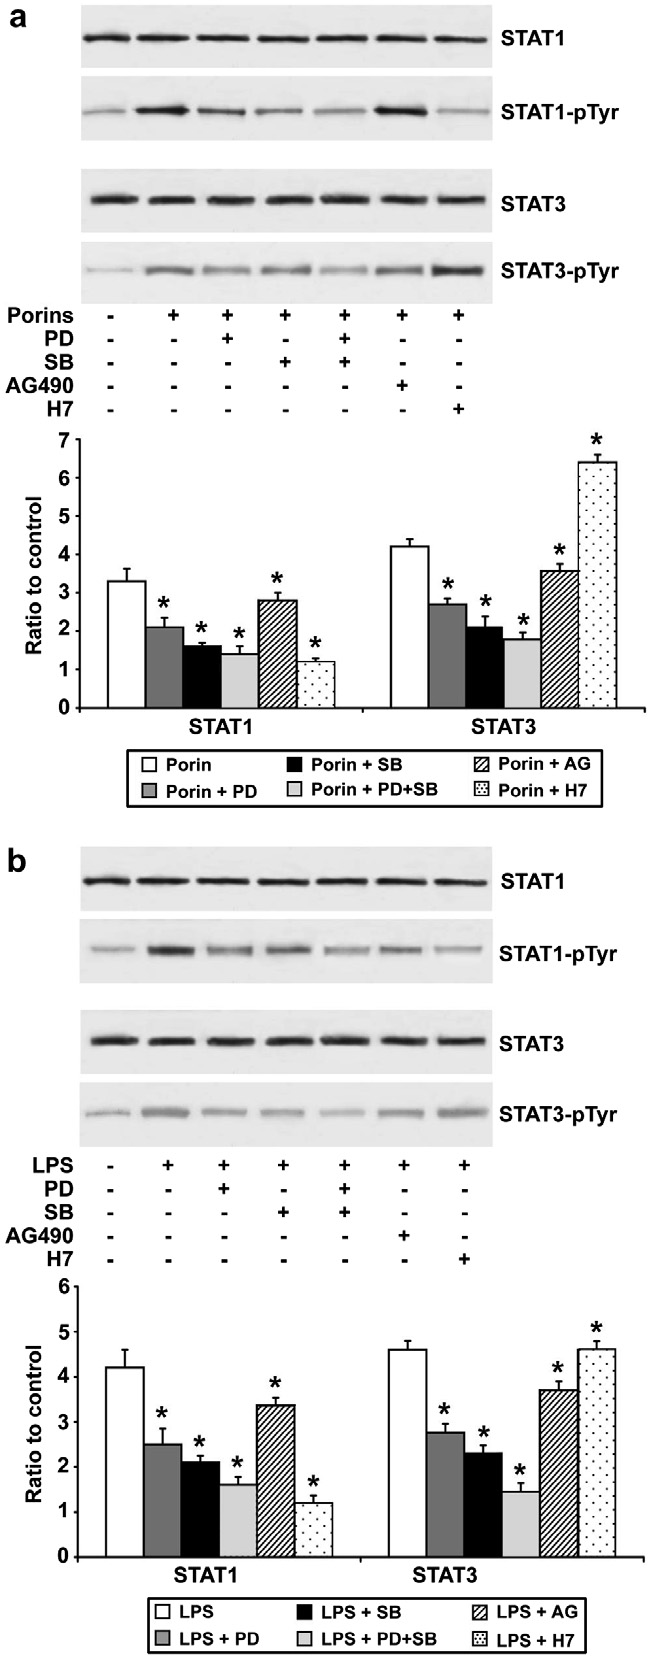 a
STAT1
STAT1-pTyr
STAT3
STAT3-pTyr
Porins - + + + + + +
PD - - + - + - -
SB - - - + + - -
AG490 - - - - - + -
H7 - - - - - - +
Ratio to control
7
6
5
4
3
2
1
0
* * * * *
* * * * *
STAT1 STAT3
Porin Porin + SB Porin + AG
Porin + PD Porin + PD+SB Porin + H7
b
STAT1
STAT1-pTyr
STAT3
STAT3-pTyr
LPS - + + + + + +
PD - - + - + - -
SB - - - + + - -
AG490 - - - - - + -
H7 - - - - - - +
Ratio to control
6
5
4
3
2
1
0
* * * * *
* * * * *
STAT1 STAT3
LPS LPS + SB LPS + AG
LPS + PD LPS + PD+SB LPS + H7